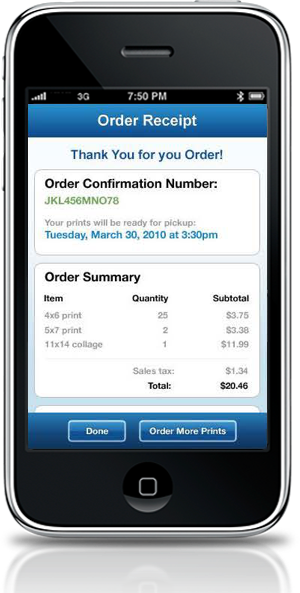 3G 7:50 PM
Order Receipt
Thank You for you Order!
Order Confirmation Number:
JKL456MNO78
Your prints will be ready for pickup:
Tuesday, March 30, 2010 at 3:30pm
Order Summary
Item Quantity Subtotal
4x6 print 25 $3.75
5x7 print 2 $3.38
11x14 collage 1 $11.99
Sales tax: $1.34
Total: $20.46
Done Order More Prints